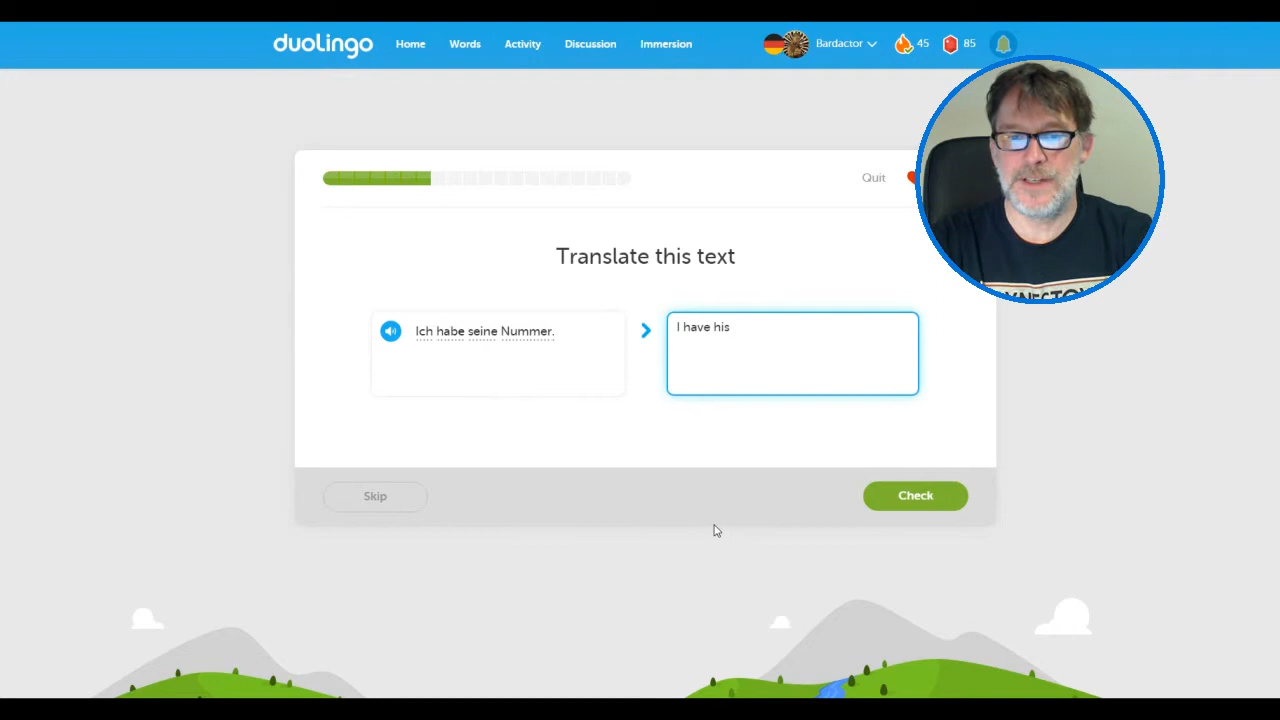 duolingo
Home Words Activity Discussion Immersion Bardactor 45 85
Quit
Translate this text
Ich habe seine Nummer.
I have his
Skip
Check